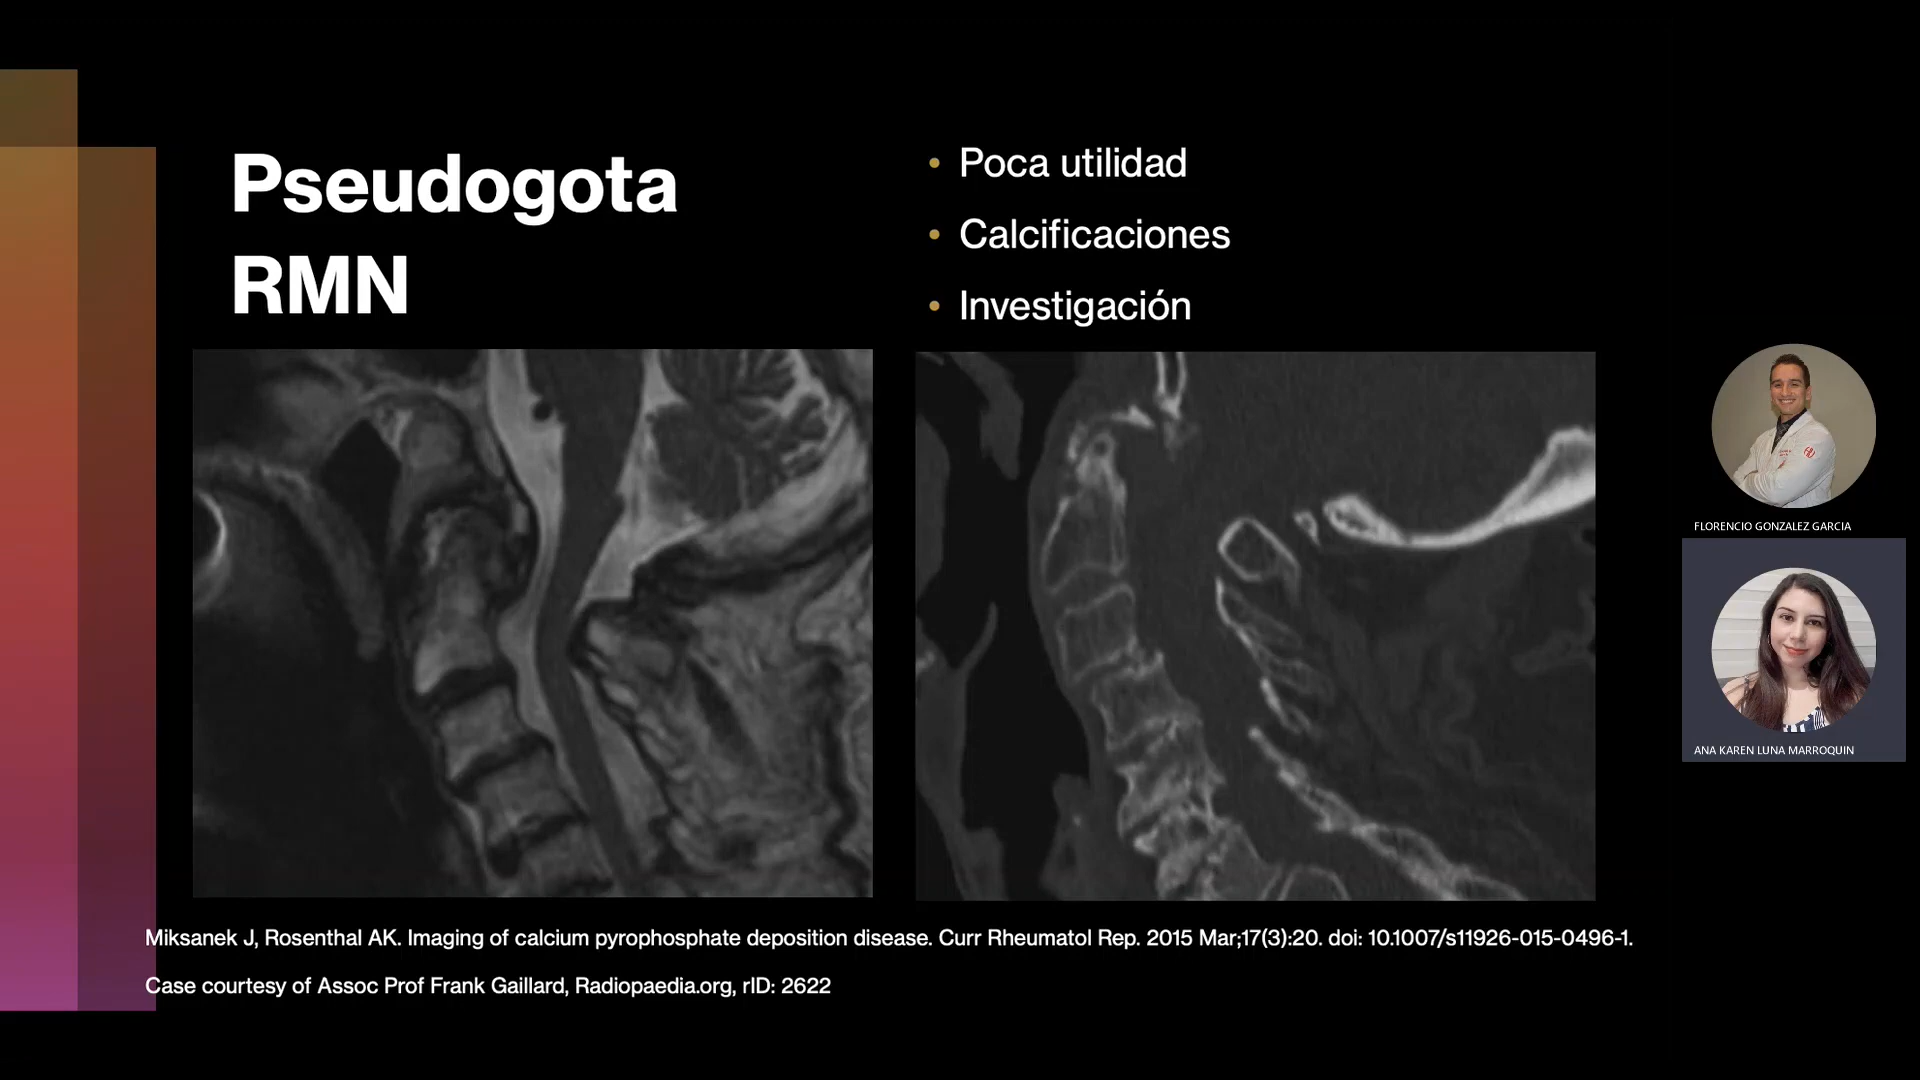 Pseudogota
RMN
• Poca utilidad
• Calcificaciones
• Investigación
FLORENCIO GONZALEZ GARCIA
ANA KAREN LUNA MARROQUIN
Miksanek J, Rosenthal AK. Imaging of calcium pyrophosphate deposition disease. Curr Rheumatol Rep. 2015 Mar;17(3):20. doi: 10.1007/s11926-015-0496-1.
Case courtesy of Assoc Prof Frank Gaillard, Radiopaedia.org, rID: 2622